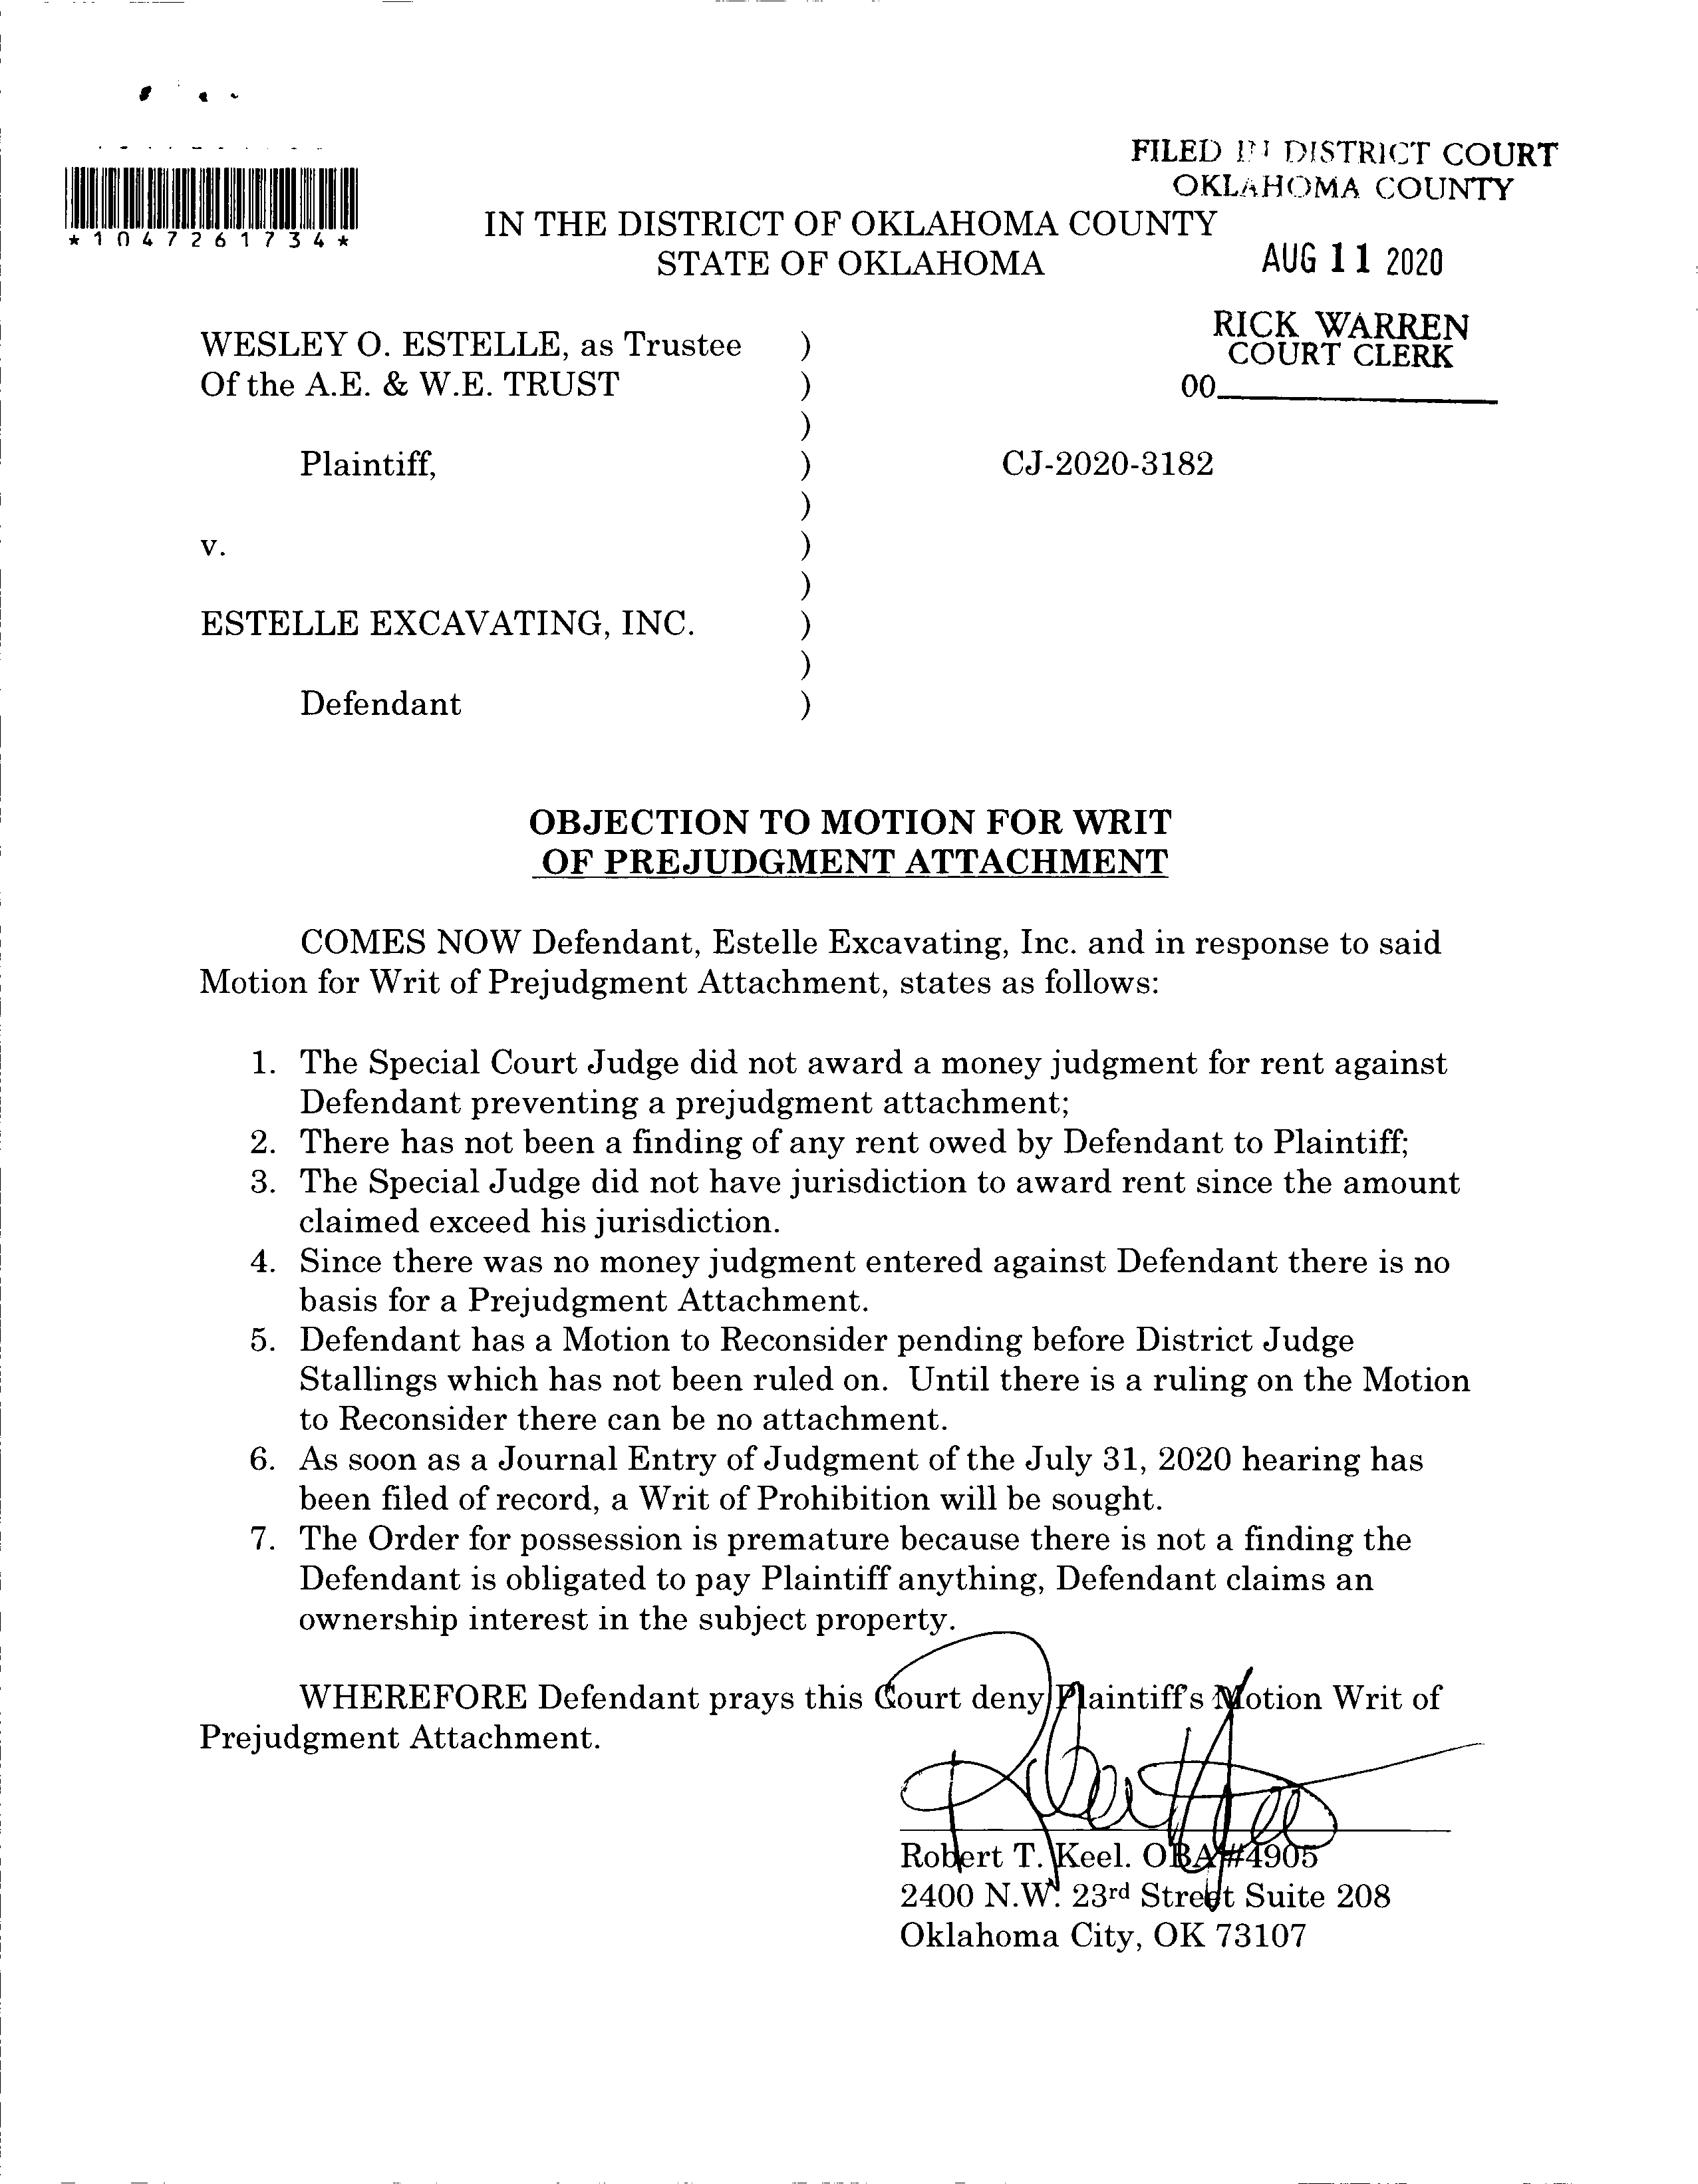 FILED IN DISTRICT COURT
OKLAHOMA COUNTY
*1047261734*
IN THE DISTRICT OF OKLAHOMA COUNTY
STATE OF OKLAHOMA
AUG 11 2020
RICK WARREN
COURT CLERK
00
WESLEY O. ESTELLE, as Trustee )
Of the A.E. & W.E. TRUST )
)
Plaintiff, ) CJ-2020-3182
)
v. )
)
ESTELLE EXCAVATING, INC. )
)
Defendant )
OBJECTION TO MOTION FOR WRIT
OF PREJUDGMENT ATTACHMENT
COMES NOW Defendant, Estelle Excavating, Inc. and in response to said
Motion for Writ of Prejudgment Attachment, states as follows:
1. The Special Court Judge did not award a money judgment for rent against
Defendant preventing a prejudgment attachment;
2. There has not been a finding of any rent owed by Defendant to Plaintiff;
3. The Special Judge did not have jurisdiction to award rent since the amount
claimed exceed his jurisdiction.
4. Since there was no money judgment entered against Defendant there is no
basis for a Prejudgment Attachment.
5. Defendant has a Motion to Reconsider pending before District Judge
Stallings which has not been ruled on. Until there is a ruling on the Motion
to Reconsider there can be no attachment.
6. As soon as a Journal Entry of Judgment of the July 31, 2020 hearing has
been filed of record, a Writ of Prohibition will be sought.
7. The Order for possession is premature because there is not a finding the
Defendant is obligated to pay Plaintiff anything, Defendant claims an
ownership interest in the subject property.
WHEREFORE Defendant prays this Court deny Plaintiff's Motion Writ of
Prejudgment Attachment.
Robert T. Keel. OBA #4905
2400 N.W. 23rd Street Suite 208
Oklahoma City, OK 73107